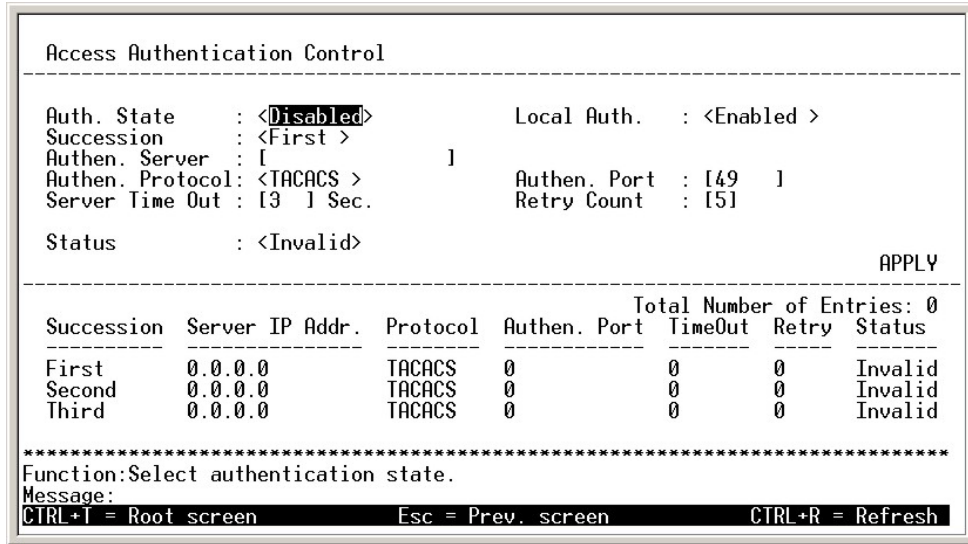 Access Authentication Control
--------------------------------------------------------------------------------
Auth. State      : <Disabled>            Local Auth.   : <Enabled >
Succession       : <First >
Authen. Server   : [               ]
Authen. Protocol: <TACACS >             Authen. Port  : [49   ]
Server Time Out : [3  ] Sec.            Retry Count   : [5]
Status           : <Invalid>
APPLY
--------------------------------------------------------------------------------
Total Number of Entries: 0
Succession  Server IP Addr.  Protocol  Authen. Port  TimeOut  Retry  Status
----------  ---------------  --------  ------------  -------  -----  -------
First       0.0.0.0          TACACS    0             0        0      Invalid
Second      0.0.0.0          TACACS    0             0        0      Invalid
Third       0.0.0.0          TACACS    0             0        0      Invalid
*******************************************************************************
Function:Select authentication state.
Message:
CTRL+T = Root screen            Esc = Prev. screen            CTRL+R = Refresh